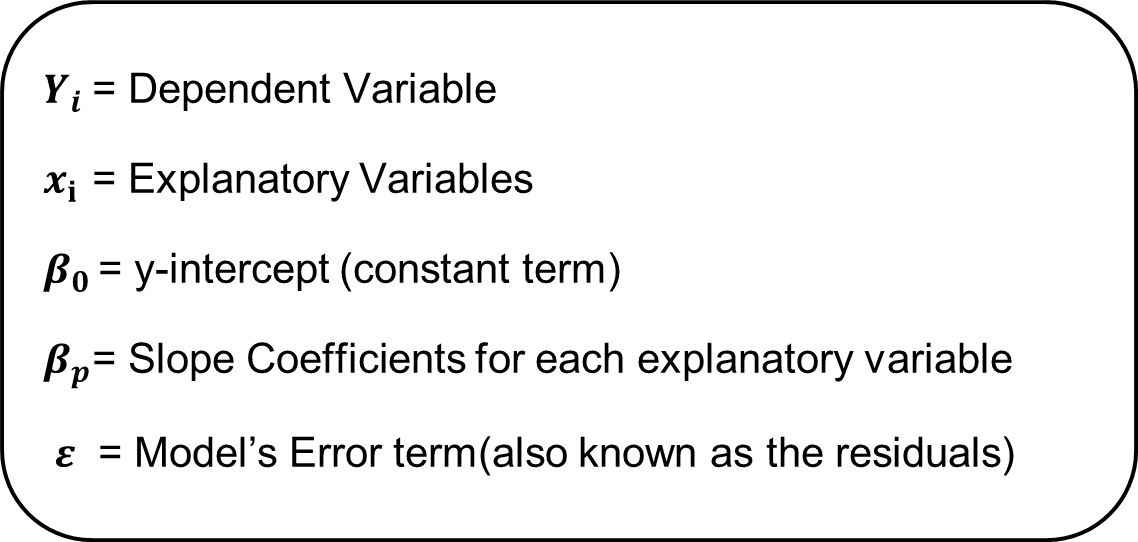 Yᵢ = Dependent Variable
xᵢ = Explanatory Variables
β₀ = y-intercept (constant term)
βₚ= Slope Coefficients for each explanatory variable
ε = Model’s Error term(also known as the residuals)